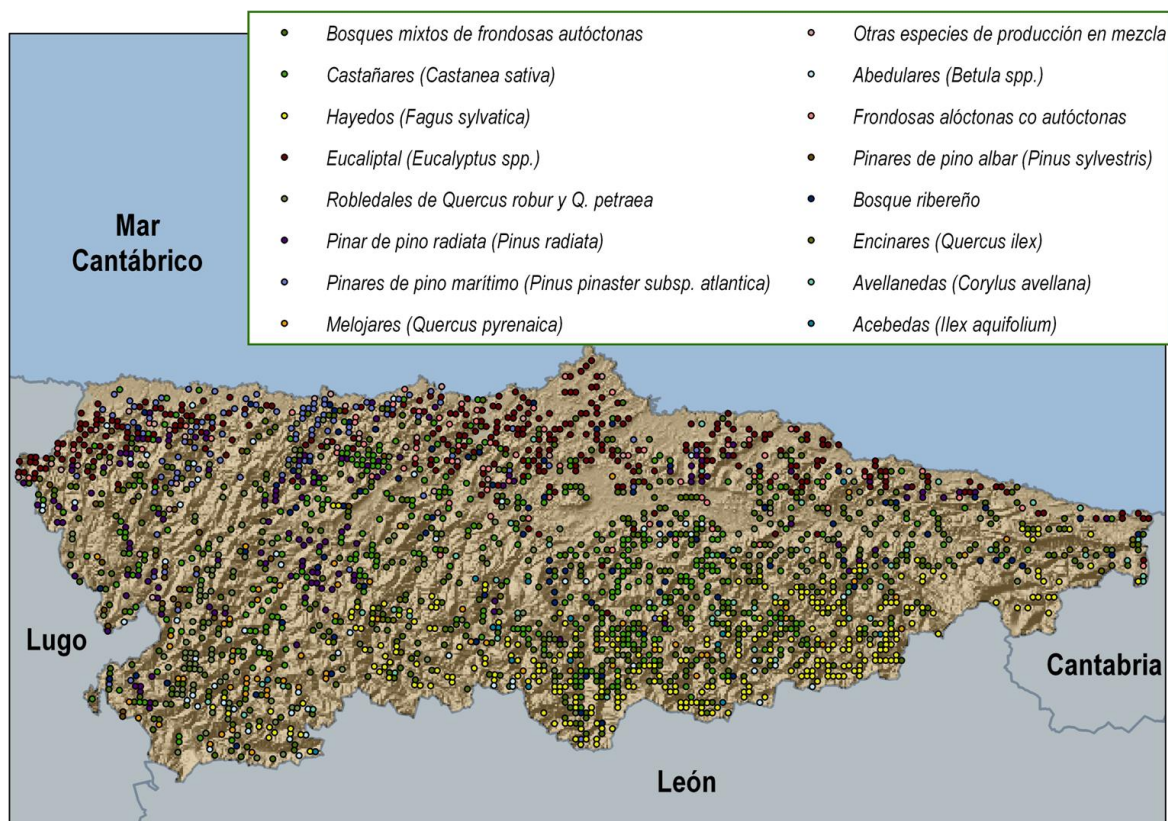 Bosques mixtos de frondosas autóctonas
Castañares (Castanea sativa)
Hayedos (Fagus sylvatica)
Eucaliptal (Eucalyptus spp.)
Robledales de Quercus robur y Q. petraea
Pinar de pino radiata (Pinus radiata)
Pinares de pino marítimo (Pinus pinaster subsp. atlantica)
Melojares (Quercus pyrenaica)
Otras especies de producción en mezcla
Abedulares (Betula spp.)
Frondosas alóctonas co autóctonas
Pinares de pino albar (Pinus sylvestris)
Bosque ribereño
Encinares (Quercus ilex)
Avellanedas (Corylus avellana)
Acebedas (Ilex aquifolium)
Mar
Cantábrico
Lugo
Cantabria
León